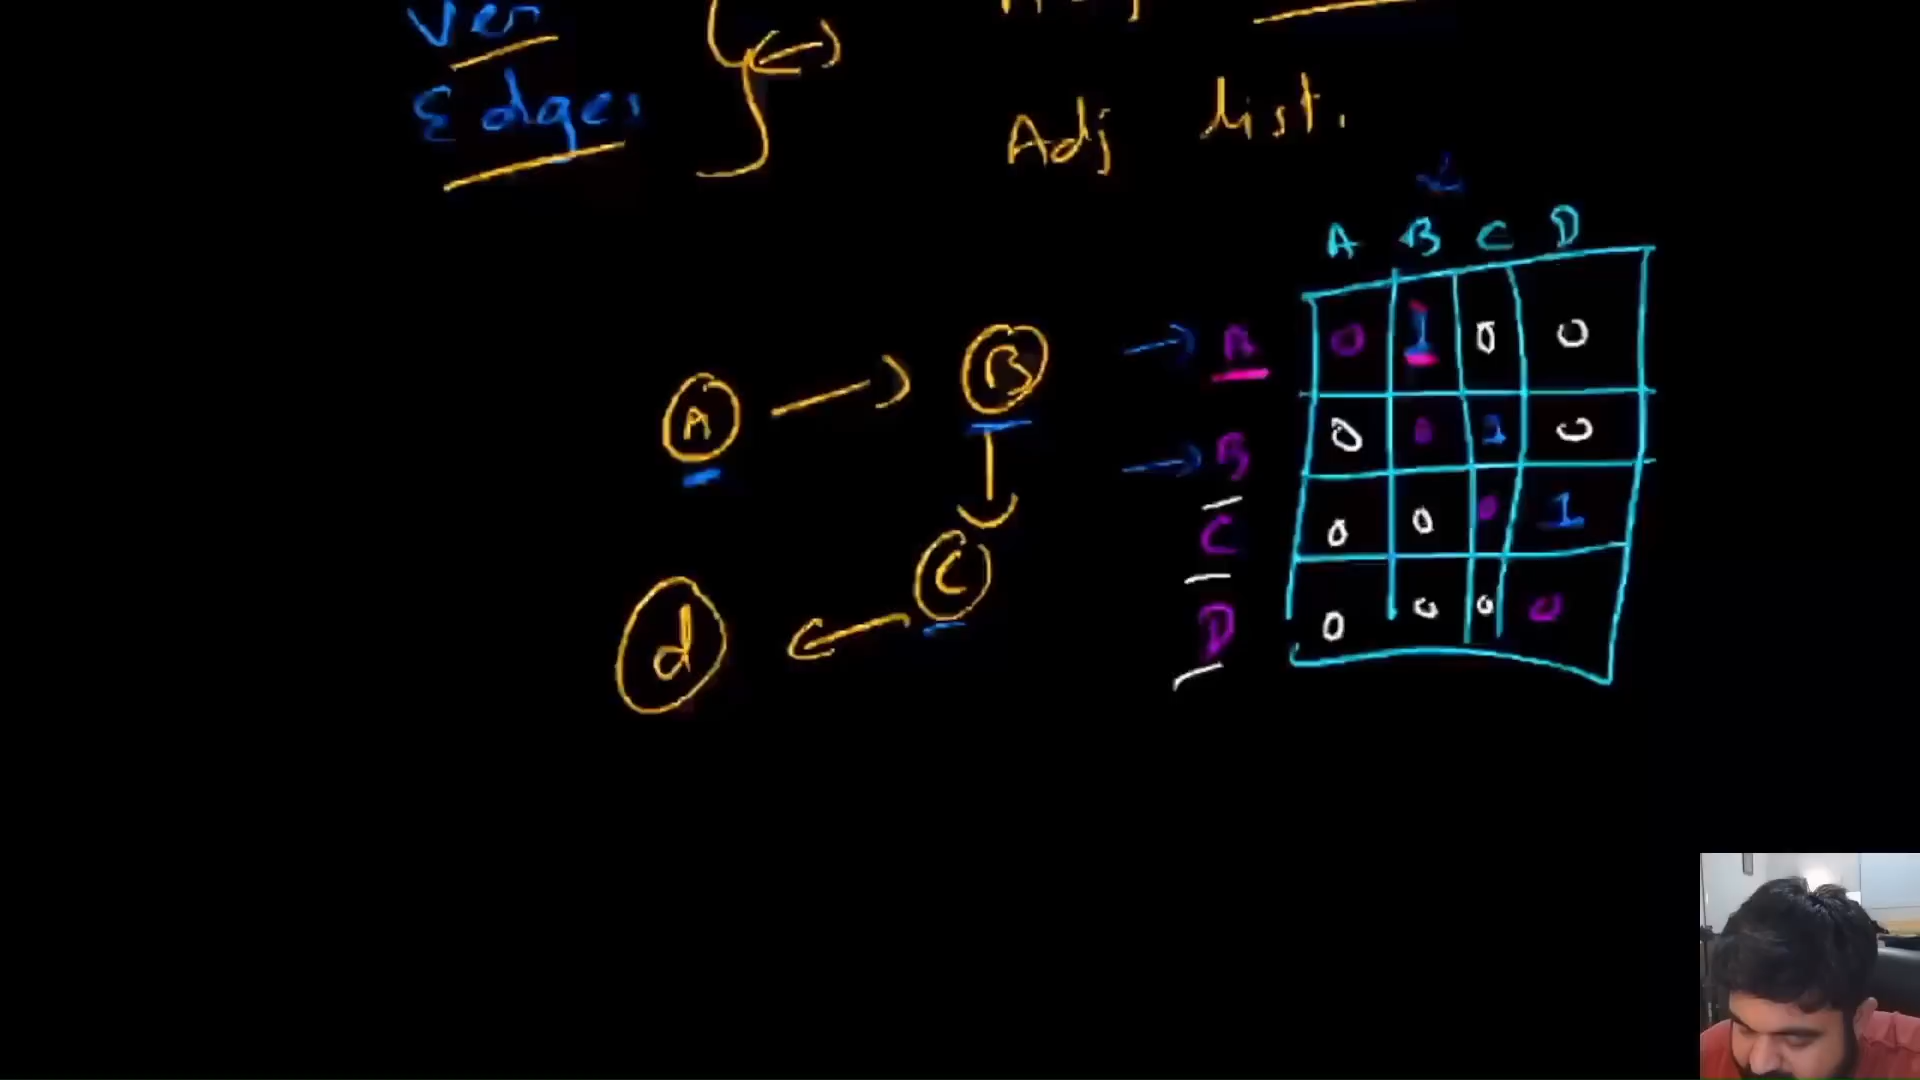 Ver
Edges
Adj list.
A B C D
A 0 1 0 0
B 0 0 1 0
C 0 0 0 1
D 0 0 0 0
A
B
C
d